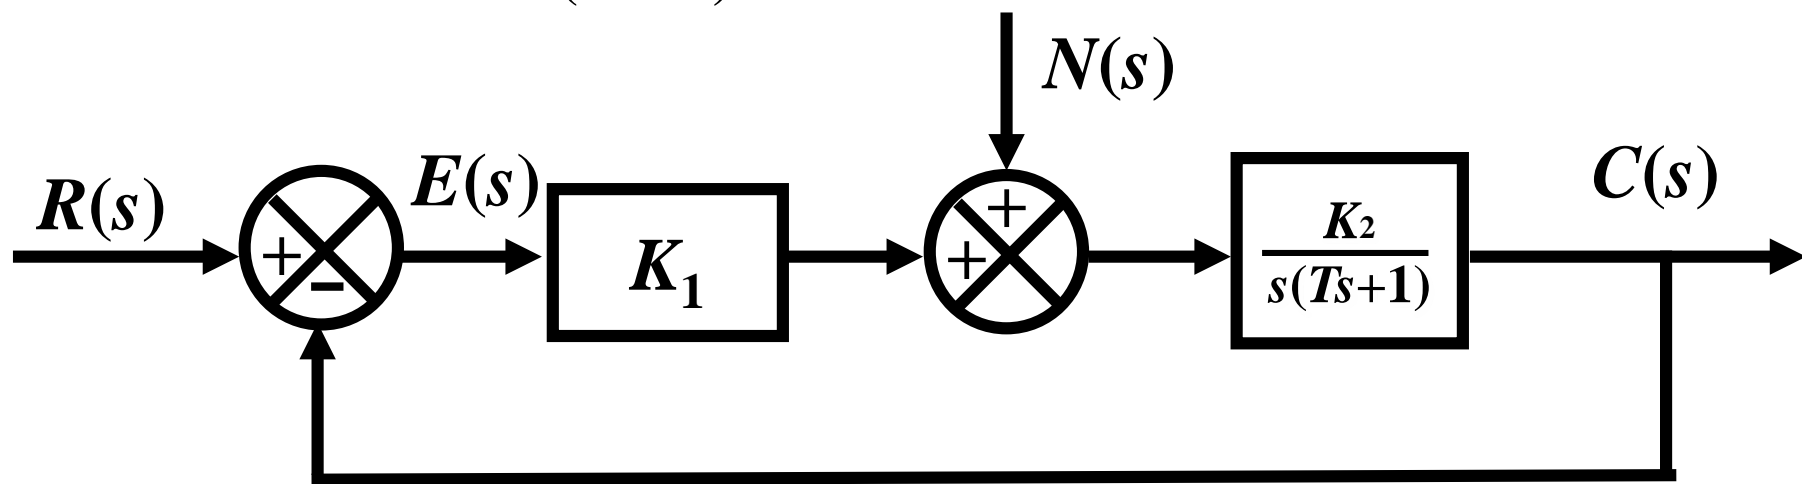 N(s)
R(s)
E(s)
C(s)
+
-
K₁
+
+
K₂
s(Ts+1)